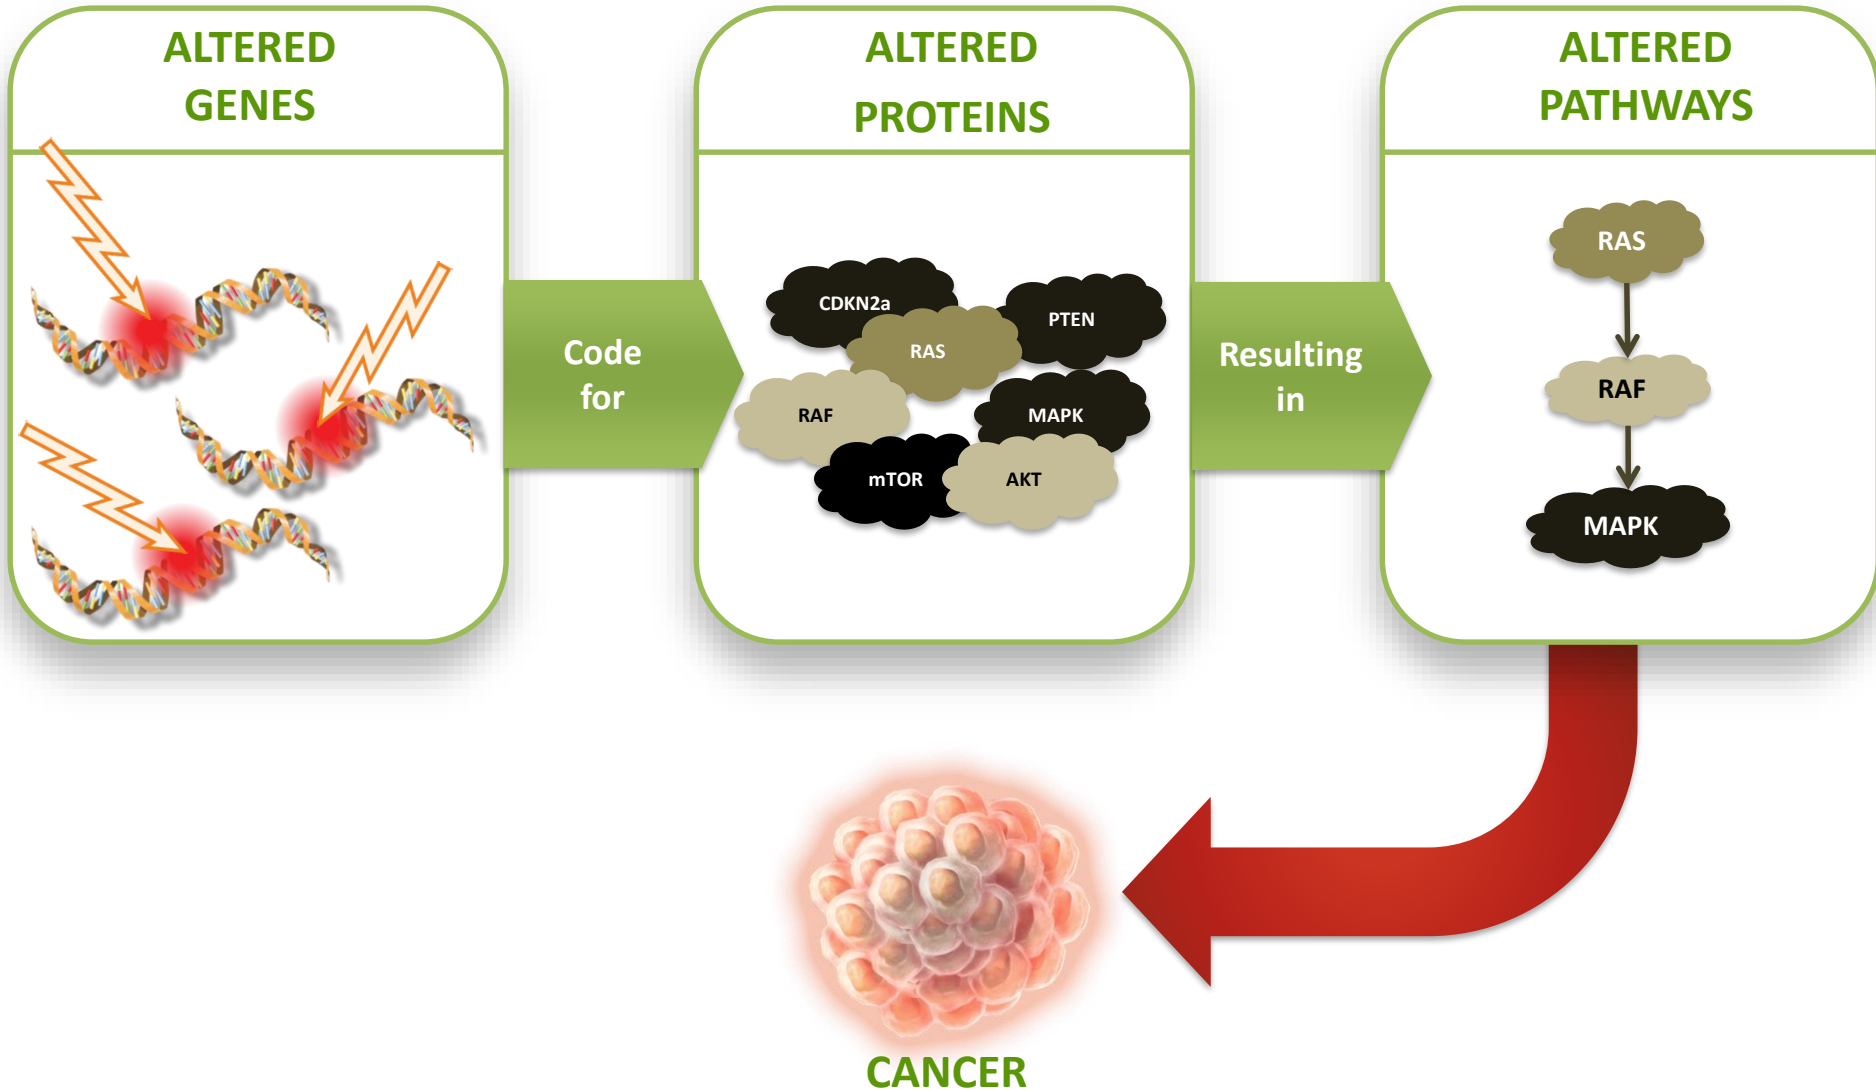 ALTERED
GENES
Code
for
ALTERED
PROTEINS
CDKN2a
PTEN
RAS
RAF
MAPK
mTOR
AKT
Resulting
in
ALTERED
PATHWAYS
RAS
RAF
MAPK
CANCER